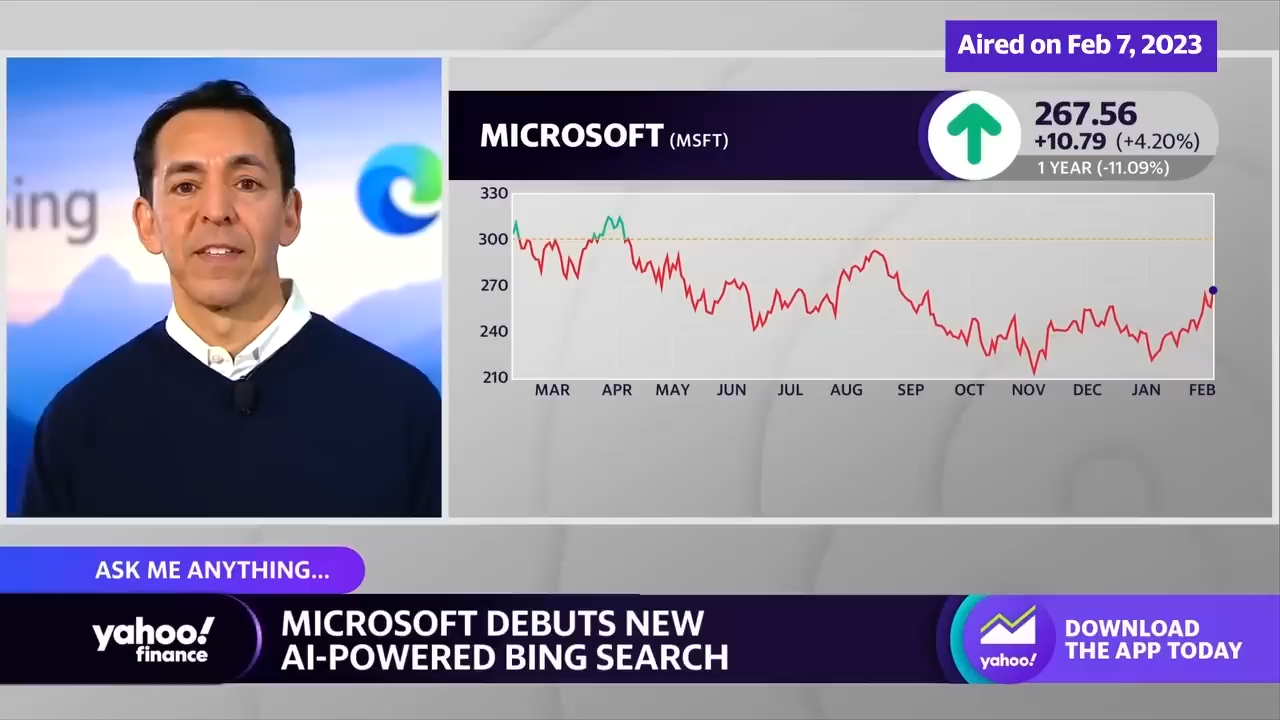 Aired on Feb 7, 2023
ing
MICROSOFT (MSFT)
267.56
+10.79 (+4.20%)
1 YEAR (-11.09%)
330
300
270
240
210
MAR APR MAY JUN JUL AUG SEP OCT NOV DEC JAN FEB
ASK ME ANYTHING...
yahoo!
finance
MICROSOFT DEBUTS NEW
AI-POWERED BING SEARCH
yahoo!
DOWNLOAD
THE APP TODAY